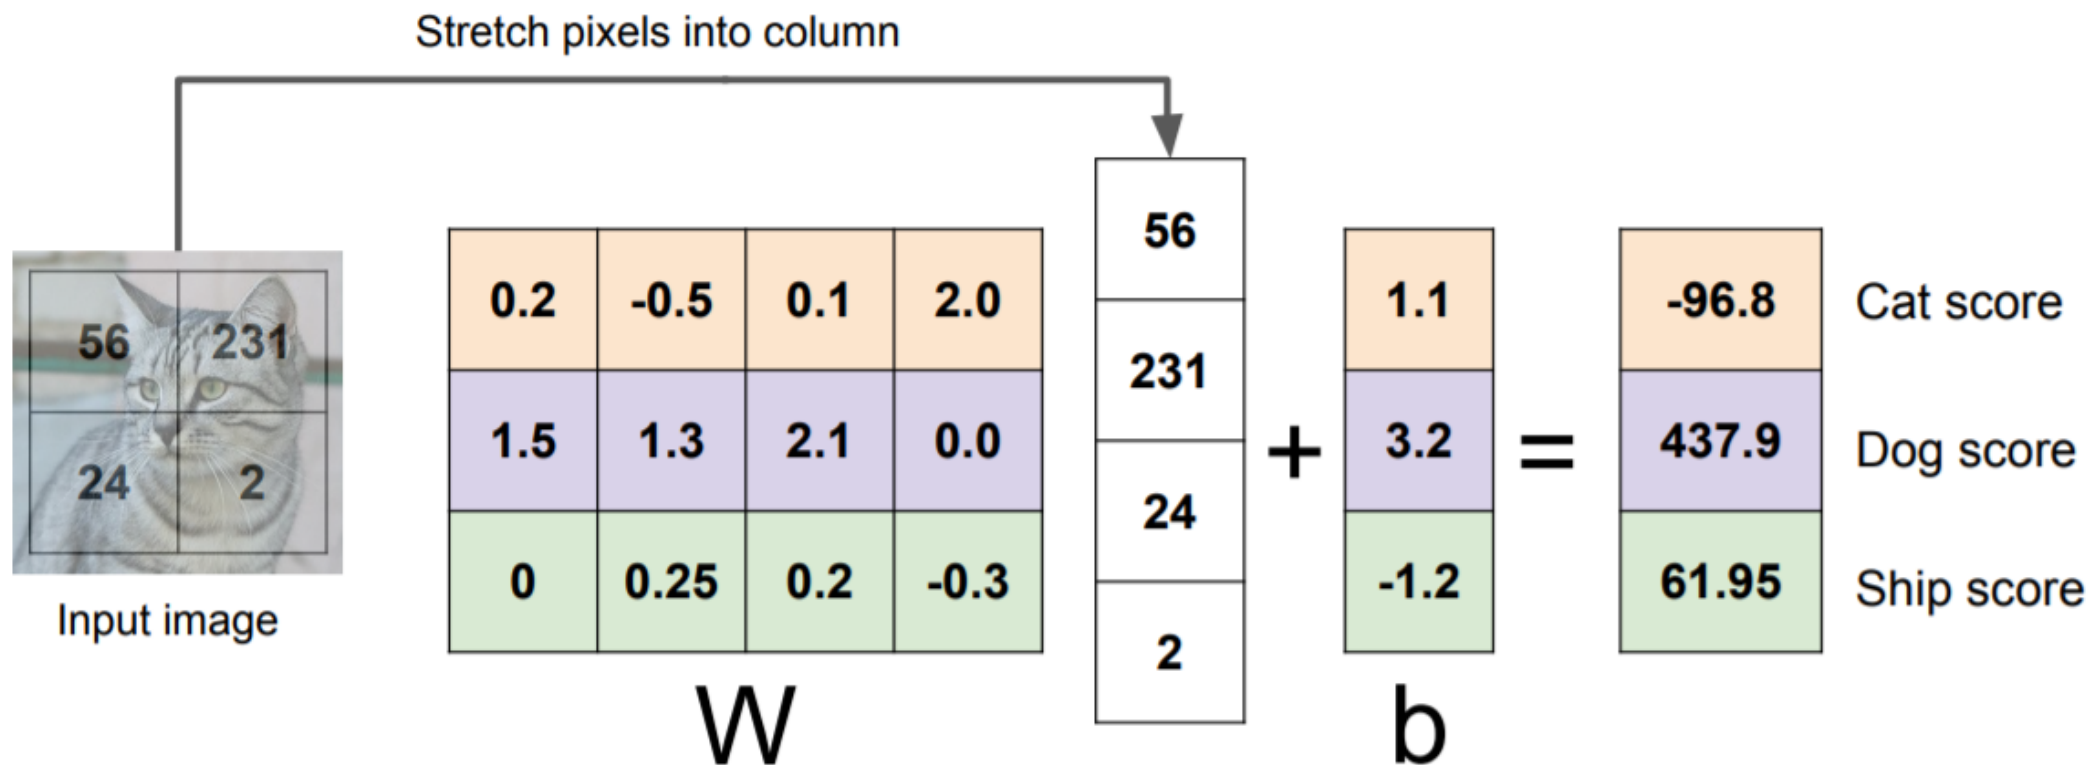 Stretch pixels into column
56 231
24 2
Input image
0.2 -0.5 0.1 2.0
1.5 1.3 2.1 0.0
0 0.25 0.2 -0.3
W
56
231
24
2
+
1.1
3.2
-1.2
b
=
-96.8 Cat score
437.9 Dog score
61.95 Ship score